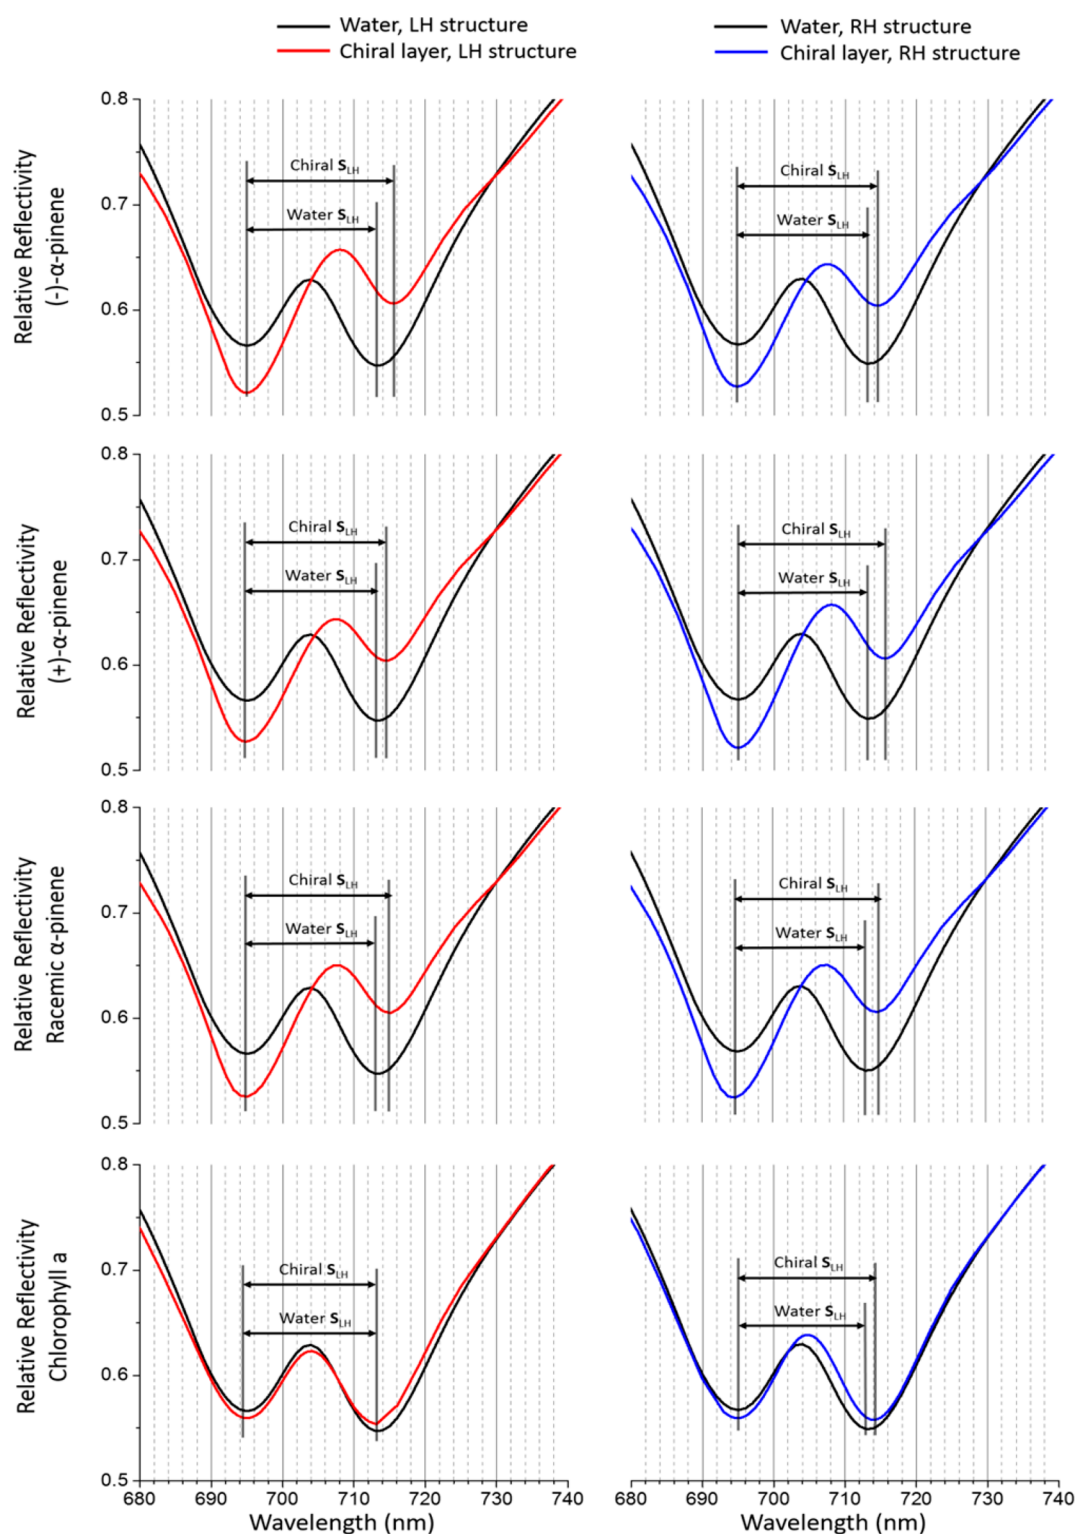 Water, LH structure
Chiral layer, LH structure
Water, RH structure
Chiral layer, RH structure
Relative Reflectivity
(-)-α-pinene
0.8
0.7
0.6
0.5
Chiral SLH
Water SLH
Chiral SLH
Water SLH
Relative Reflectivity
(+)-α-pinene
0.8
0.7
0.6
0.5
Chiral SLH
Water SLH
Chiral SLH
Water SLH
Relative Reflectivity
Racemic α-pinene
0.8
0.7
0.6
0.5
Chiral SLH
Water SLH
Chiral SLH
Water SLH
Relative Reflectivity
Chlorophyll a
0.8
0.7
0.6
0.5
Chiral SLH
Water SLH
Chiral SLH
Water SLH
680 690 700 710 720 730 740
Wavelength (nm)
680 690 700 710 720 730 740
Wavelength (nm)